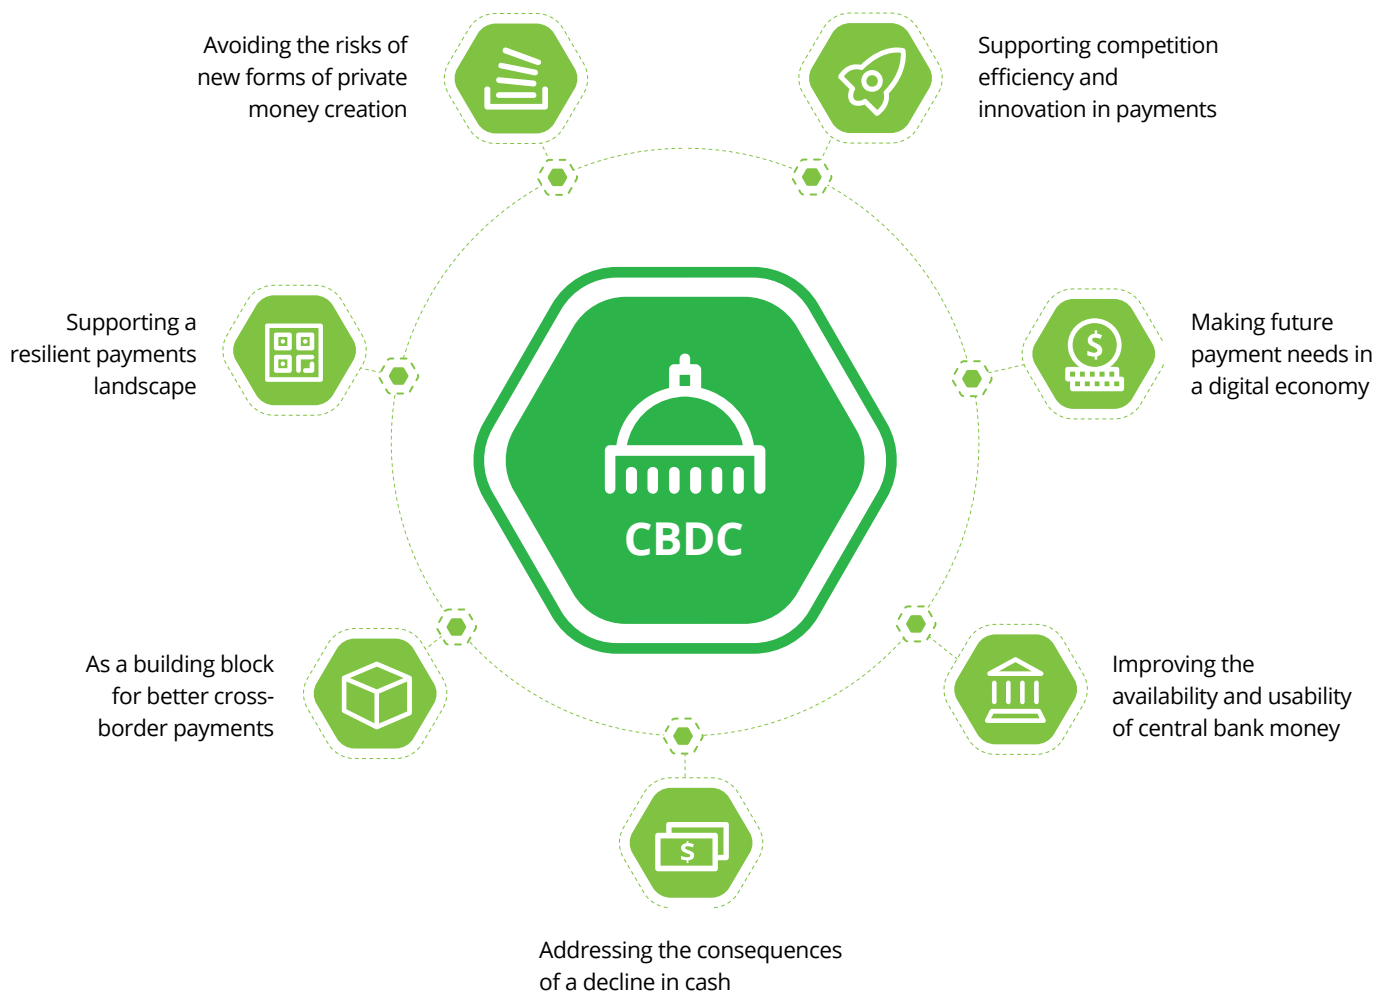 Avoiding the risks of
new forms of private
money creation
Supporting competition
efficiency and
innovation in payments
Supporting a
resilient payments
landscape
$
Making future
payment needs in
a digital economy
CBDC
As a building block
for better cross-
border payments
Improving the
availability and usability
of central bank money
$
Addressing the consequences
of a decline in cash